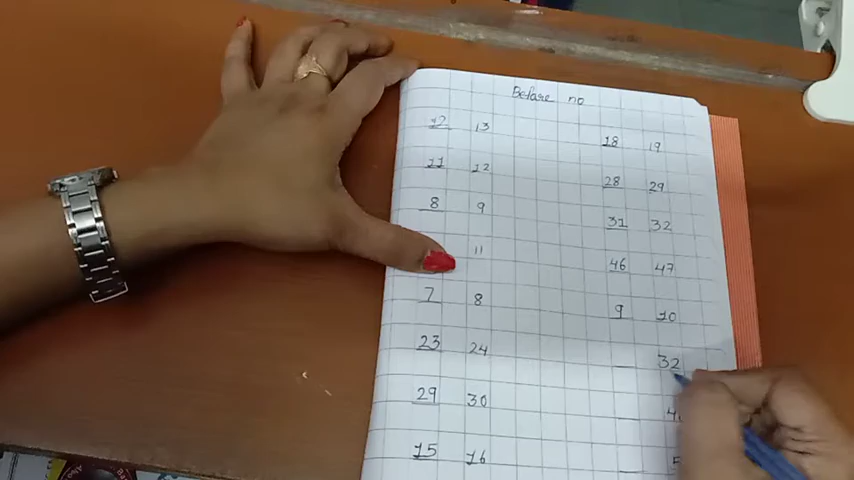 Before no
12 13 18 19
11 12 28 29
8 9 31 32
11 46 47
7 8 9 10
23 24 32
29 30
15 16